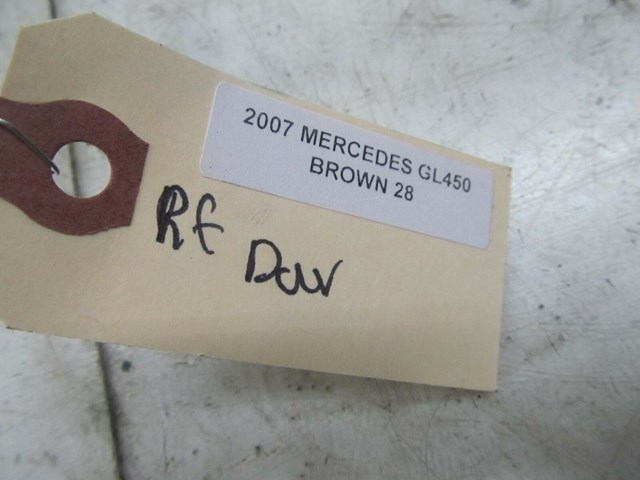 2007 MERCEDES GL450
BROWN 28
Rf
Door